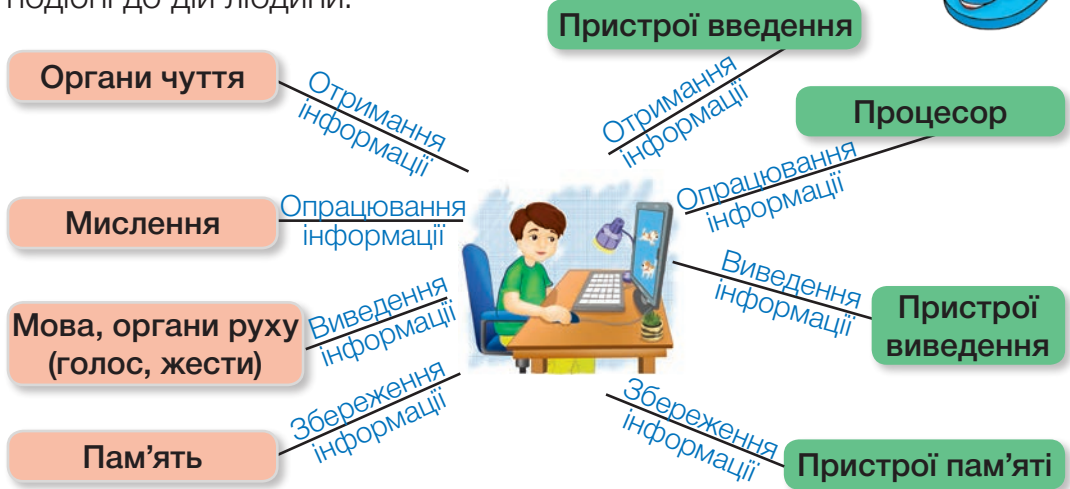 подібні до дій людини.
Пристрої введення
Органи чуття
Отримання
інформації
Отримання
інформації
Процесор
Опрацювання
інформації
Мислення
Опрацювання
інформації
Виведення
інформації
Пристрої
виведення
Мова, органи руху
(голос, жести)
Виведення
інформації
Збереження
інформації
Пам’ять
Збереження
інформації
Пристрої пам’яті